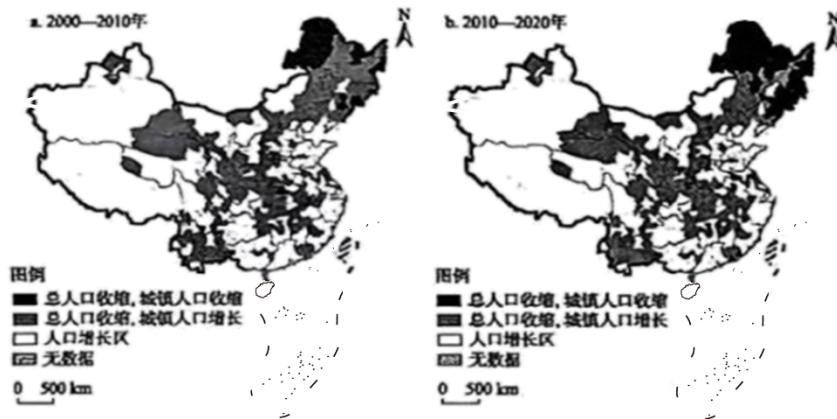 a. 2000—2010年
N
图例
总人口收缩,城镇人口收缩
总人口收缩,城镇人口增长
人口增长区
无数据
0 500 km
b. 2010—2020年
N
图例
总人口收缩,城镇人口收缩
总人口收缩,城镇人口增长
人口增长区
无数据
0 500 km